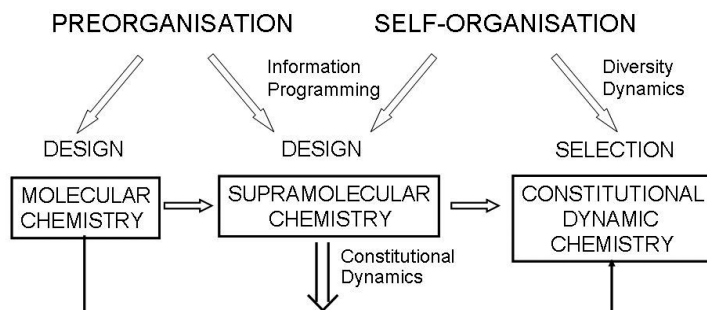 PREORGANISATION
SELF-ORGANISATION
Information
Programming
Diversity
Dynamics
DESIGN
DESIGN
SELECTION
MOLECULAR
CHEMISTRY
SUPRAMOLECULAR
CHEMISTRY
CONSTITUTIONAL
DYNAMIC
CHEMISTRY
Constitutional
Dynamics